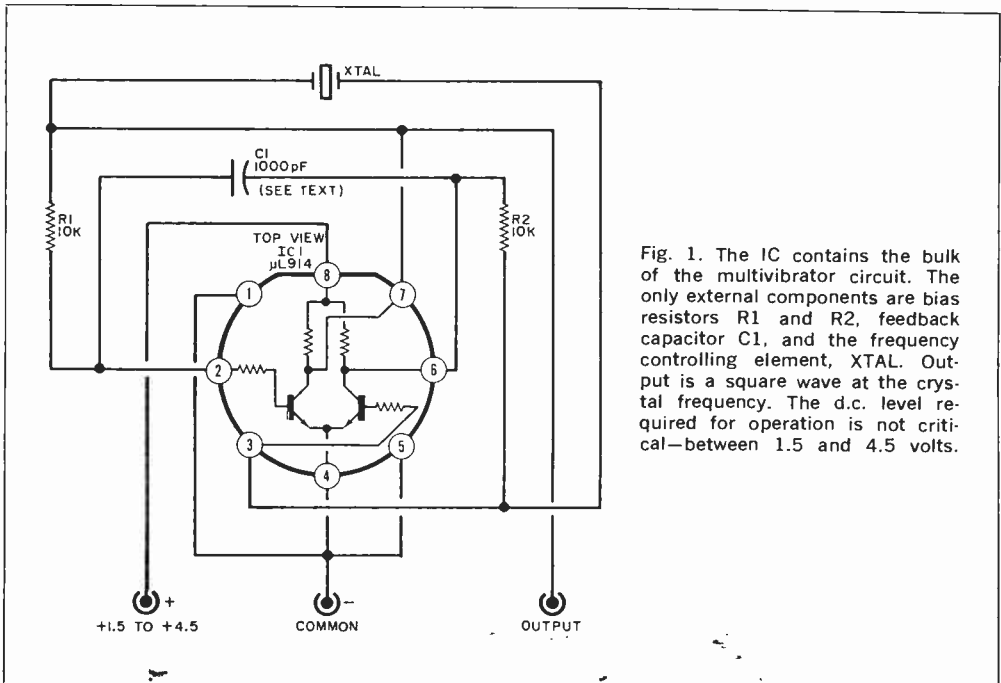 XTAL
C1
1000pF
(SEE TEXT)
R1
10K
R2
10K
TOP VIEW
IC1
μL914
8
1
7
2
6
3
5
4
+
+1.5 TO +4.5
−
COMMON
OUTPUT
Fig. 1. The IC contains the bulk
of the multivibrator circuit. The
only external components are bias
resistors R1 and R2, feedback
capacitor C1, and the frequency
controlling element, XTAL. Out-
put is a square wave at the crys-
tal frequency. The d.c. level re-
quired for operation is not criti-
cal—between 1.5 and 4.5 volts.